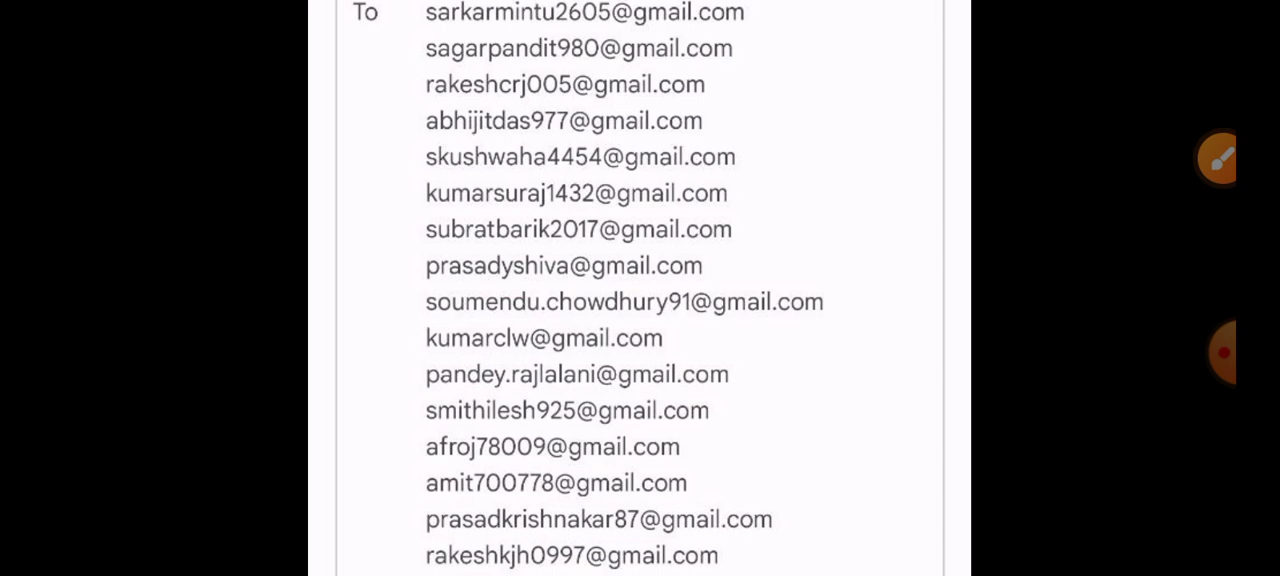 To sarkarmintu2605@gmail.com
sagarpandit980@gmail.com
rakeshcrj005@gmail.com
abhijitdas977@gmail.com
skushwaha4454@gmail.com
kumarsuraj1432@gmail.com
subratbarik2017@gmail.com
prasadyshiva@gmail.com
soumendu.chowdhury91@gmail.com
kumarclw@gmail.com
pandey.rajlalani@gmail.com
smithilesh925@gmail.com
afroj78009@gmail.com
amit700778@gmail.com
prasadkrishnakar87@gmail.com
rakeshkjh0997@gmail.com